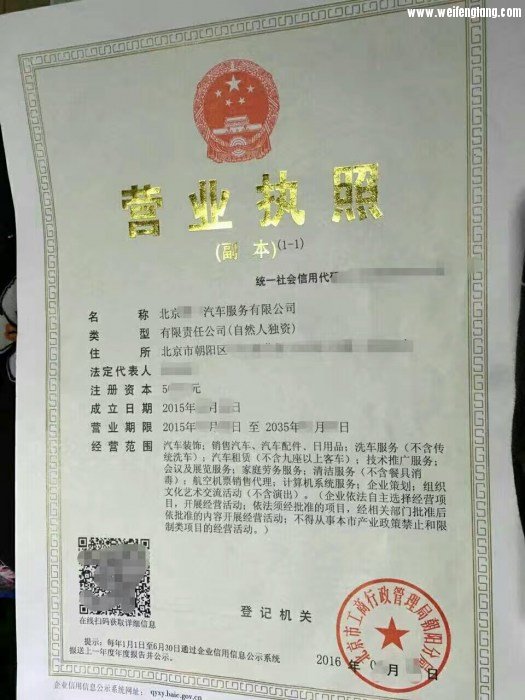 www.weifengtang.com
营业执照
(副 本)(1-1)
统一社会信用代码
名 称 北京 汽车服务有限公司
类 型 有限责任公司(自然人独资)
住 所 北京市朝阳区
法定代表人
注册资本 5 元
成立日期 2015年 月 日
营业期限 2015年 月 日 至 2035年 月 日
经营范围 汽车装饰；销售汽车、汽车配件、日用品；洗车服务（不含传
统洗车）；汽车租赁（不含九座以上客车）；技术推广服务；
会议及展览服务；家庭劳务服务；清洁服务（不含餐具消
毒）；航空机票销售代理；计算机系统服务；企业策划；组织
文化艺术交流活动（不含演出）。（企业依法自主选择经营项
目，开展经营活动；依法须经批准的项目，经相关部门批准后
依批准的内容开展经营活动；不得从事本市产业政策禁止和限
制类项目的经营活动。）
在线扫码获取详细信息
登记机关
北京市工商行政管理局朝阳分局
2016 年 0 月 日
提示：每年1月1日至6月30日通过企业信用信息公示系统
报送上一年度年度报告并公示。
企业信用信息公示系统网址： qyxy.baic.gov.cn